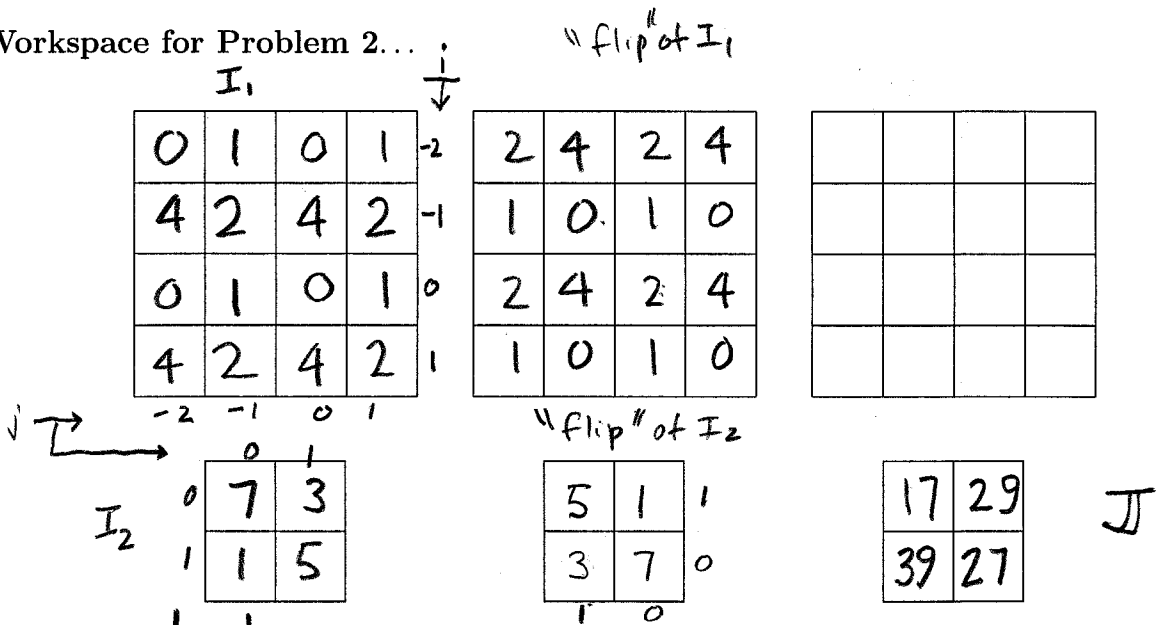 Workspace for Problem 2...
i
"flip" of I₁
I₁
0 1 0 1 -2
4 2 4 2 -1
0 1 0 1 0
4 2 4 2 1
-2 -1 0 1
2 4 2 4
1 0 1 0
2 4 2 4
1 0 1 0
j
0 1
I₂
0 7 3
1 1 5
"flip" of I₂
5 1 1
3 7 0
1 0
17 29
39 27
J